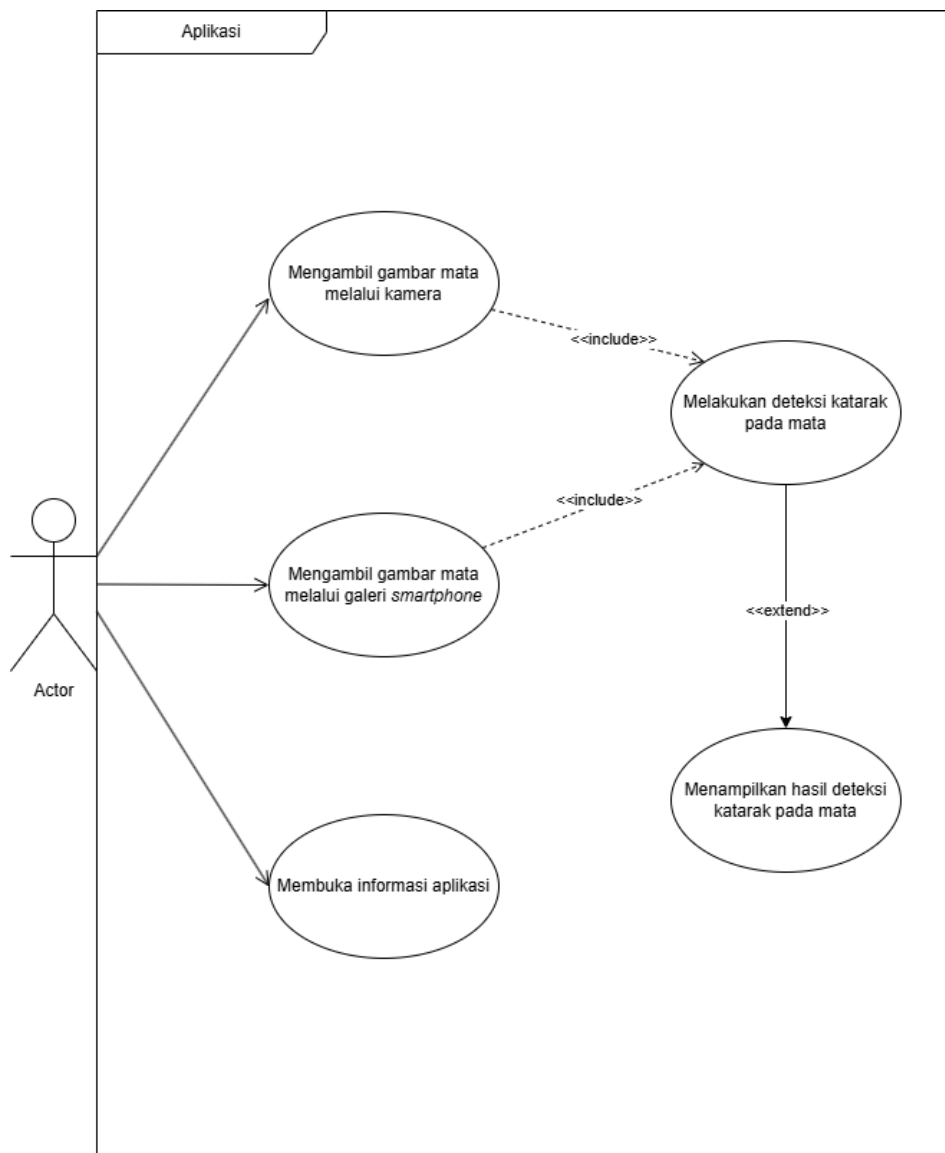 Aplikasi
Mengambil gambar mata
melalui kamera
<<include>>
Melakukan deteksi katarak
pada mata
<<include>>
Mengambil gambar mata
melalui galeri smartphone
<<extend>>
Actor
Menampilkan hasil deteksi
katarak pada mata
Membuka informasi aplikasi